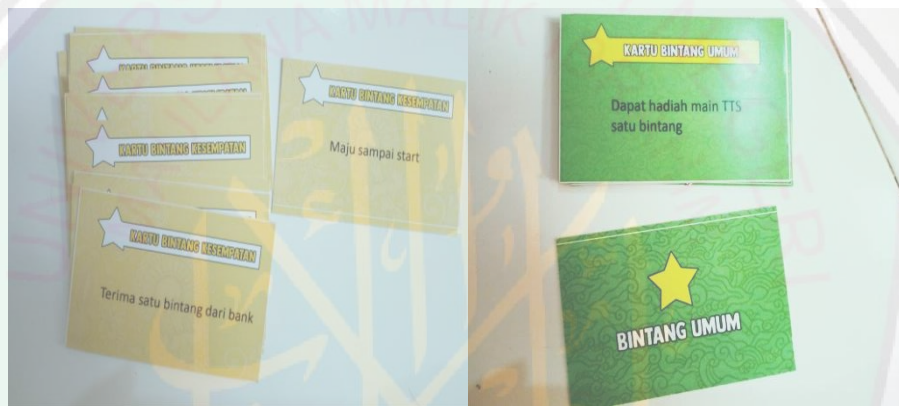 KARTU BINTANG KESEMPATAN
KARTU BINTANG KESEMPATAN
Maju sampai start
KARTU BINTANG KESEMPATAN
Terima satu bintang dari bank
KARTU BINTANG UMUM
Dapat hadiah main TTS
satu bintang
BINTANG UMUM